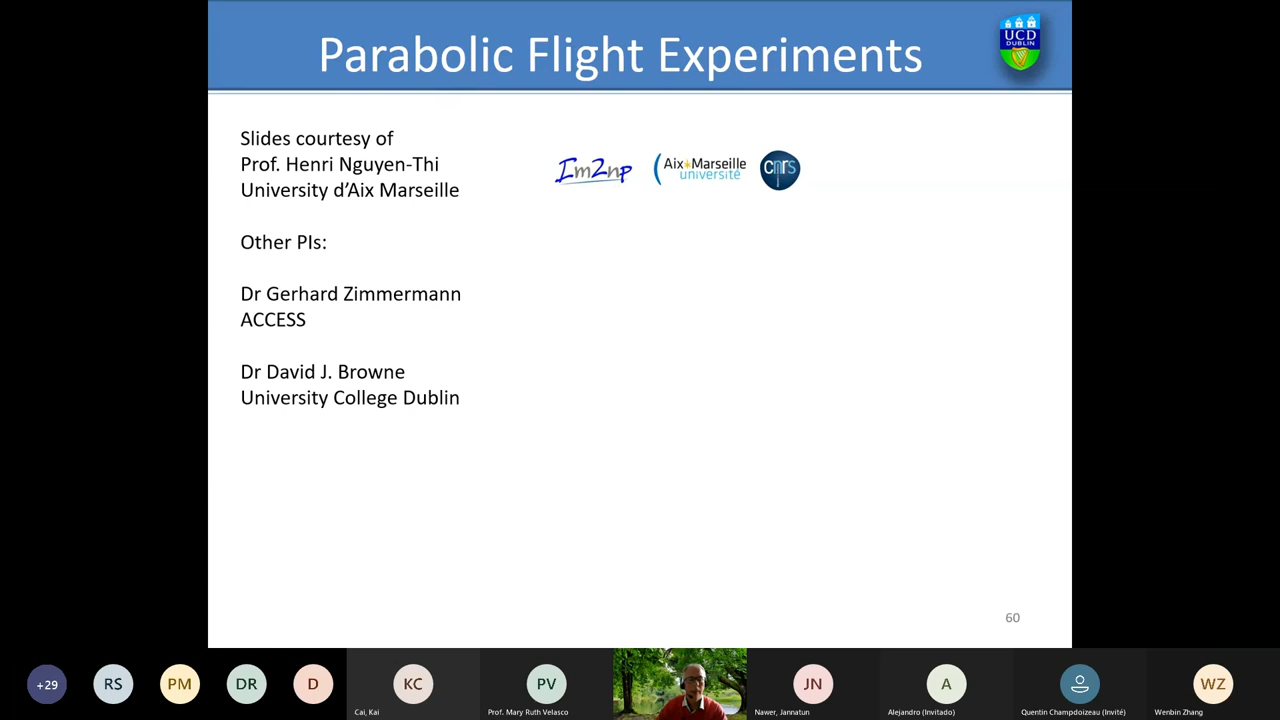 Parabolic Flight Experiments
UCD
DUBLIN
Slides courtesy of
Prof. Henri Nguyen-Thi
University d’Aix Marseille
Im2np
Aix*Marseille
université
cnrs
Other PIs:
Dr Gerhard Zimmermann
ACCESS
Dr David J. Browne
University College Dublin
60
+29
RS
PM
DR
D
KC
PV
JN
A
WZ
Cai, Kai
Prof. Mary Ruth Velasco
Nawer, Jannatun
Alejandro (Invitado)
Quentin Champdoizeau (Invité)
Wenbin Zhang